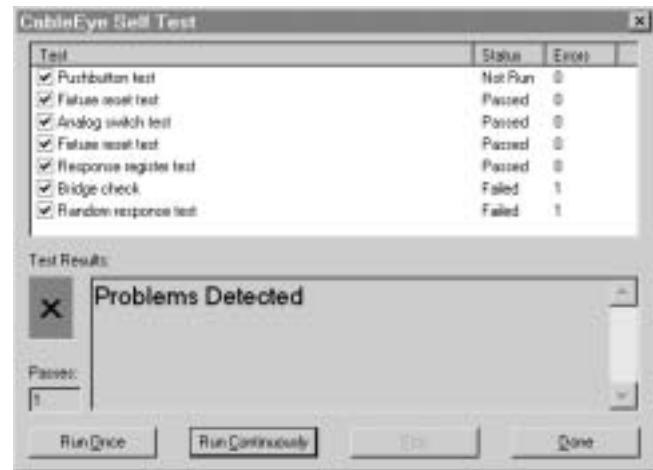 CableEye Self Test
Test Status Errors
Pushbutton test Not Run 0
Fixture reset test Passed 0
Analog switch test Passed 0
Fixture reset test Passed 0
Response register test Passed 0
Bridge check Failed 1
Random response test Failed 1
Test Results:
Problems Detected
Passes:
1
Run Once Run Continuously Stop Done